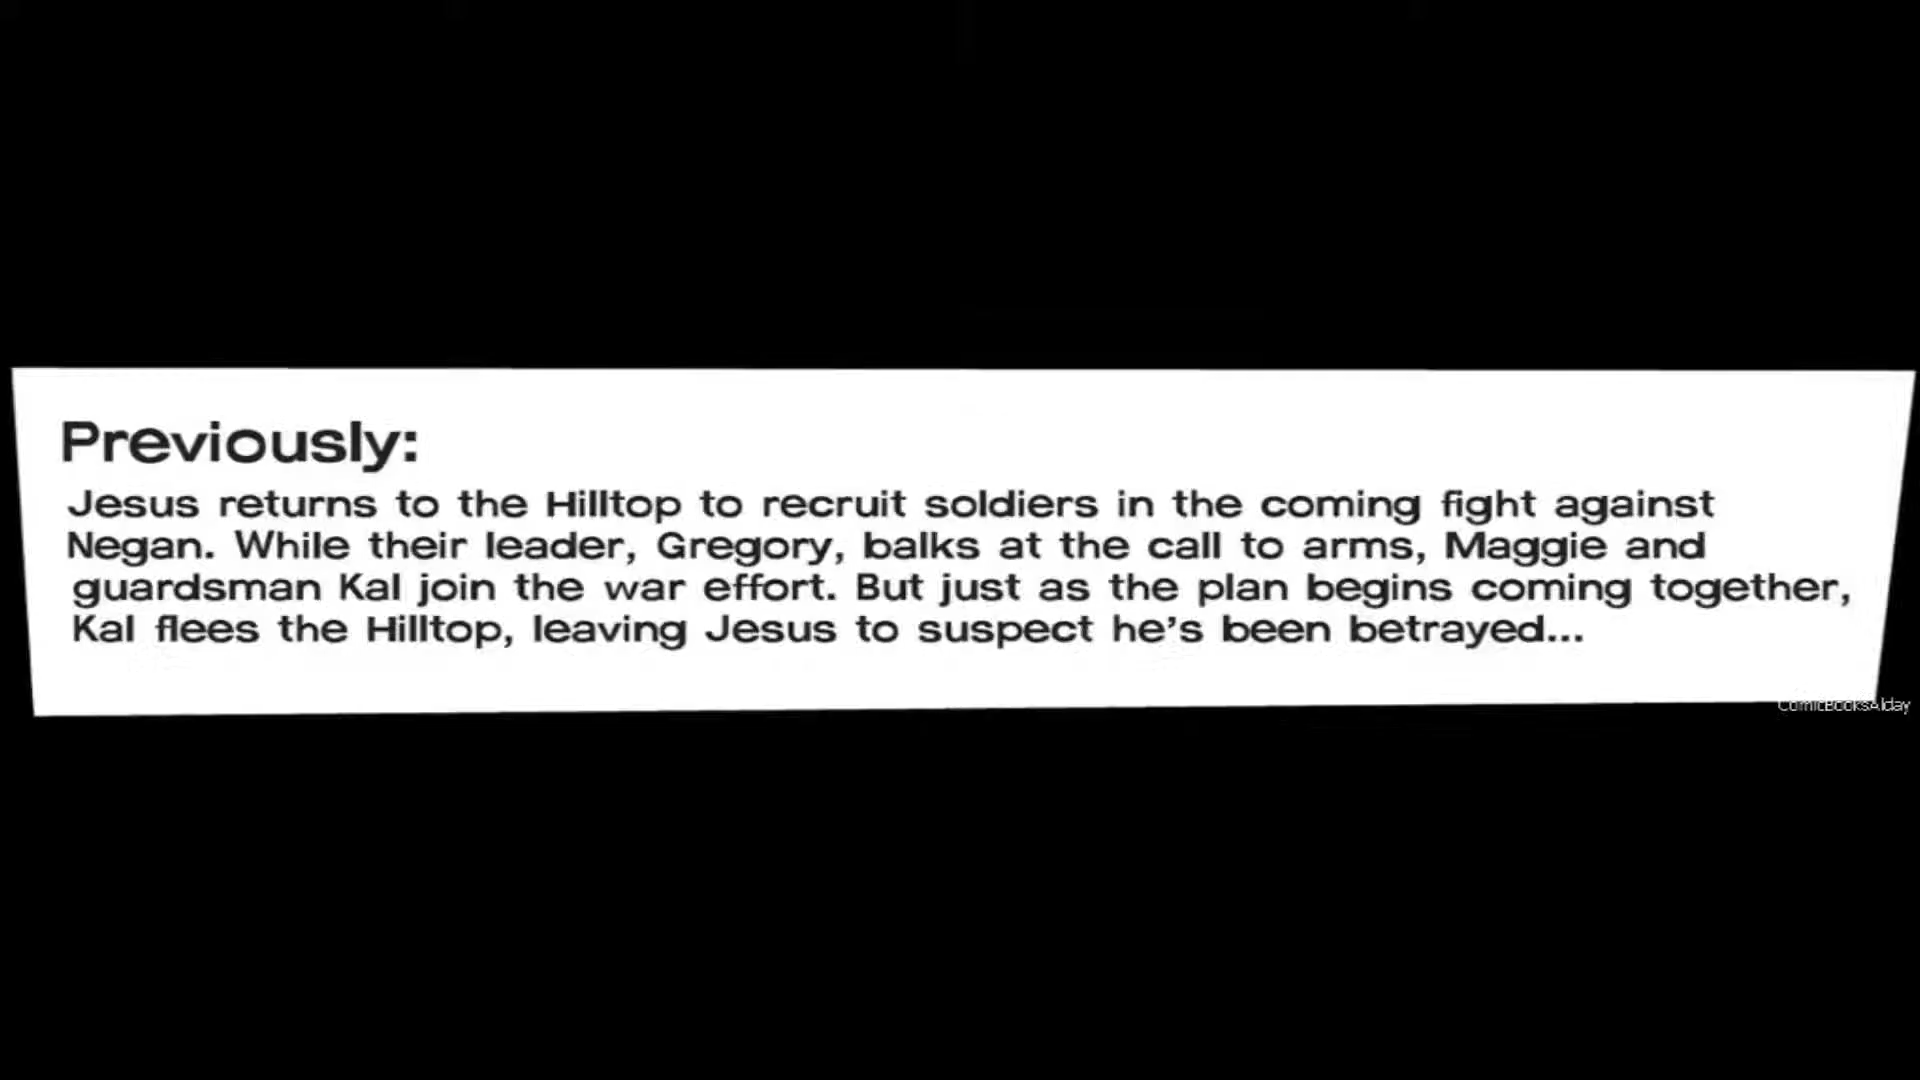 Previously:
Jesus returns to the Hilltop to recruit soldiers in the coming fight against
Negan. While their leader, Gregory, balks at the call to arms, Maggie and
guardsman Kal join the war effort. But just as the plan begins coming together,
Kal flees the Hilltop, leaving Jesus to suspect he's been betrayed...
ComicBooksAlday